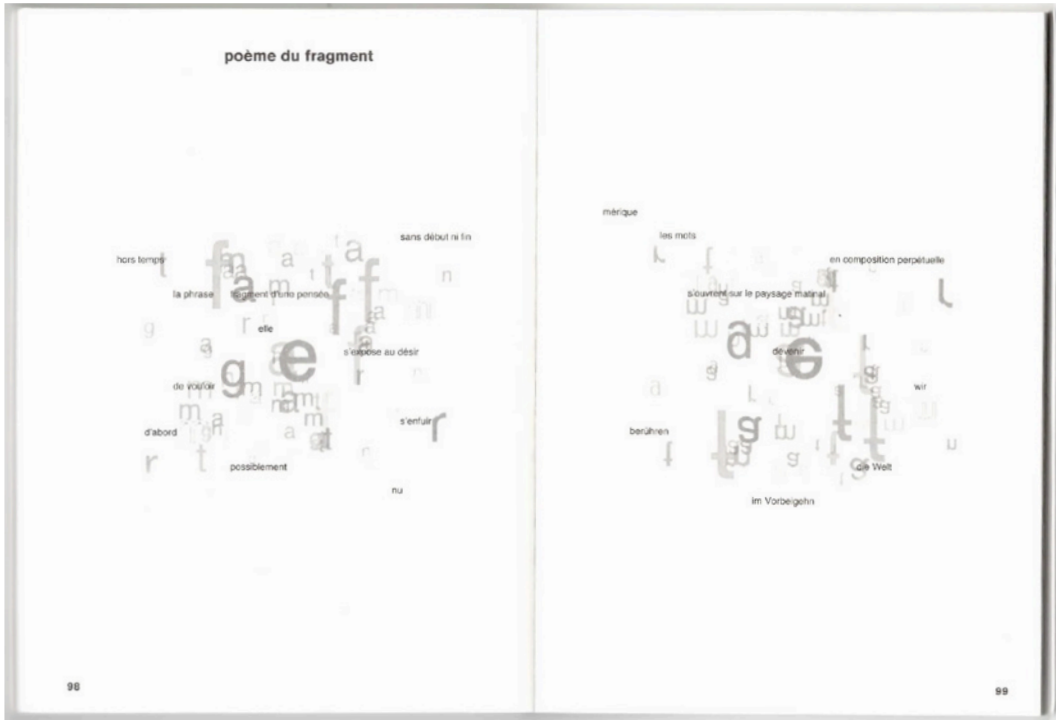 poème du fragment
sans début ni fin
hors temps
la phrase fragment d'une pensée
elle
s'expose au désir
de vouloir
s'enfuir
d'abord
possiblement
nu
98
mérique
les mots
en composition perpétuelle
s'ouvrent sur le paysage matinal
devenir
wir
berühren
die Welt
im Vorbeigehn
99